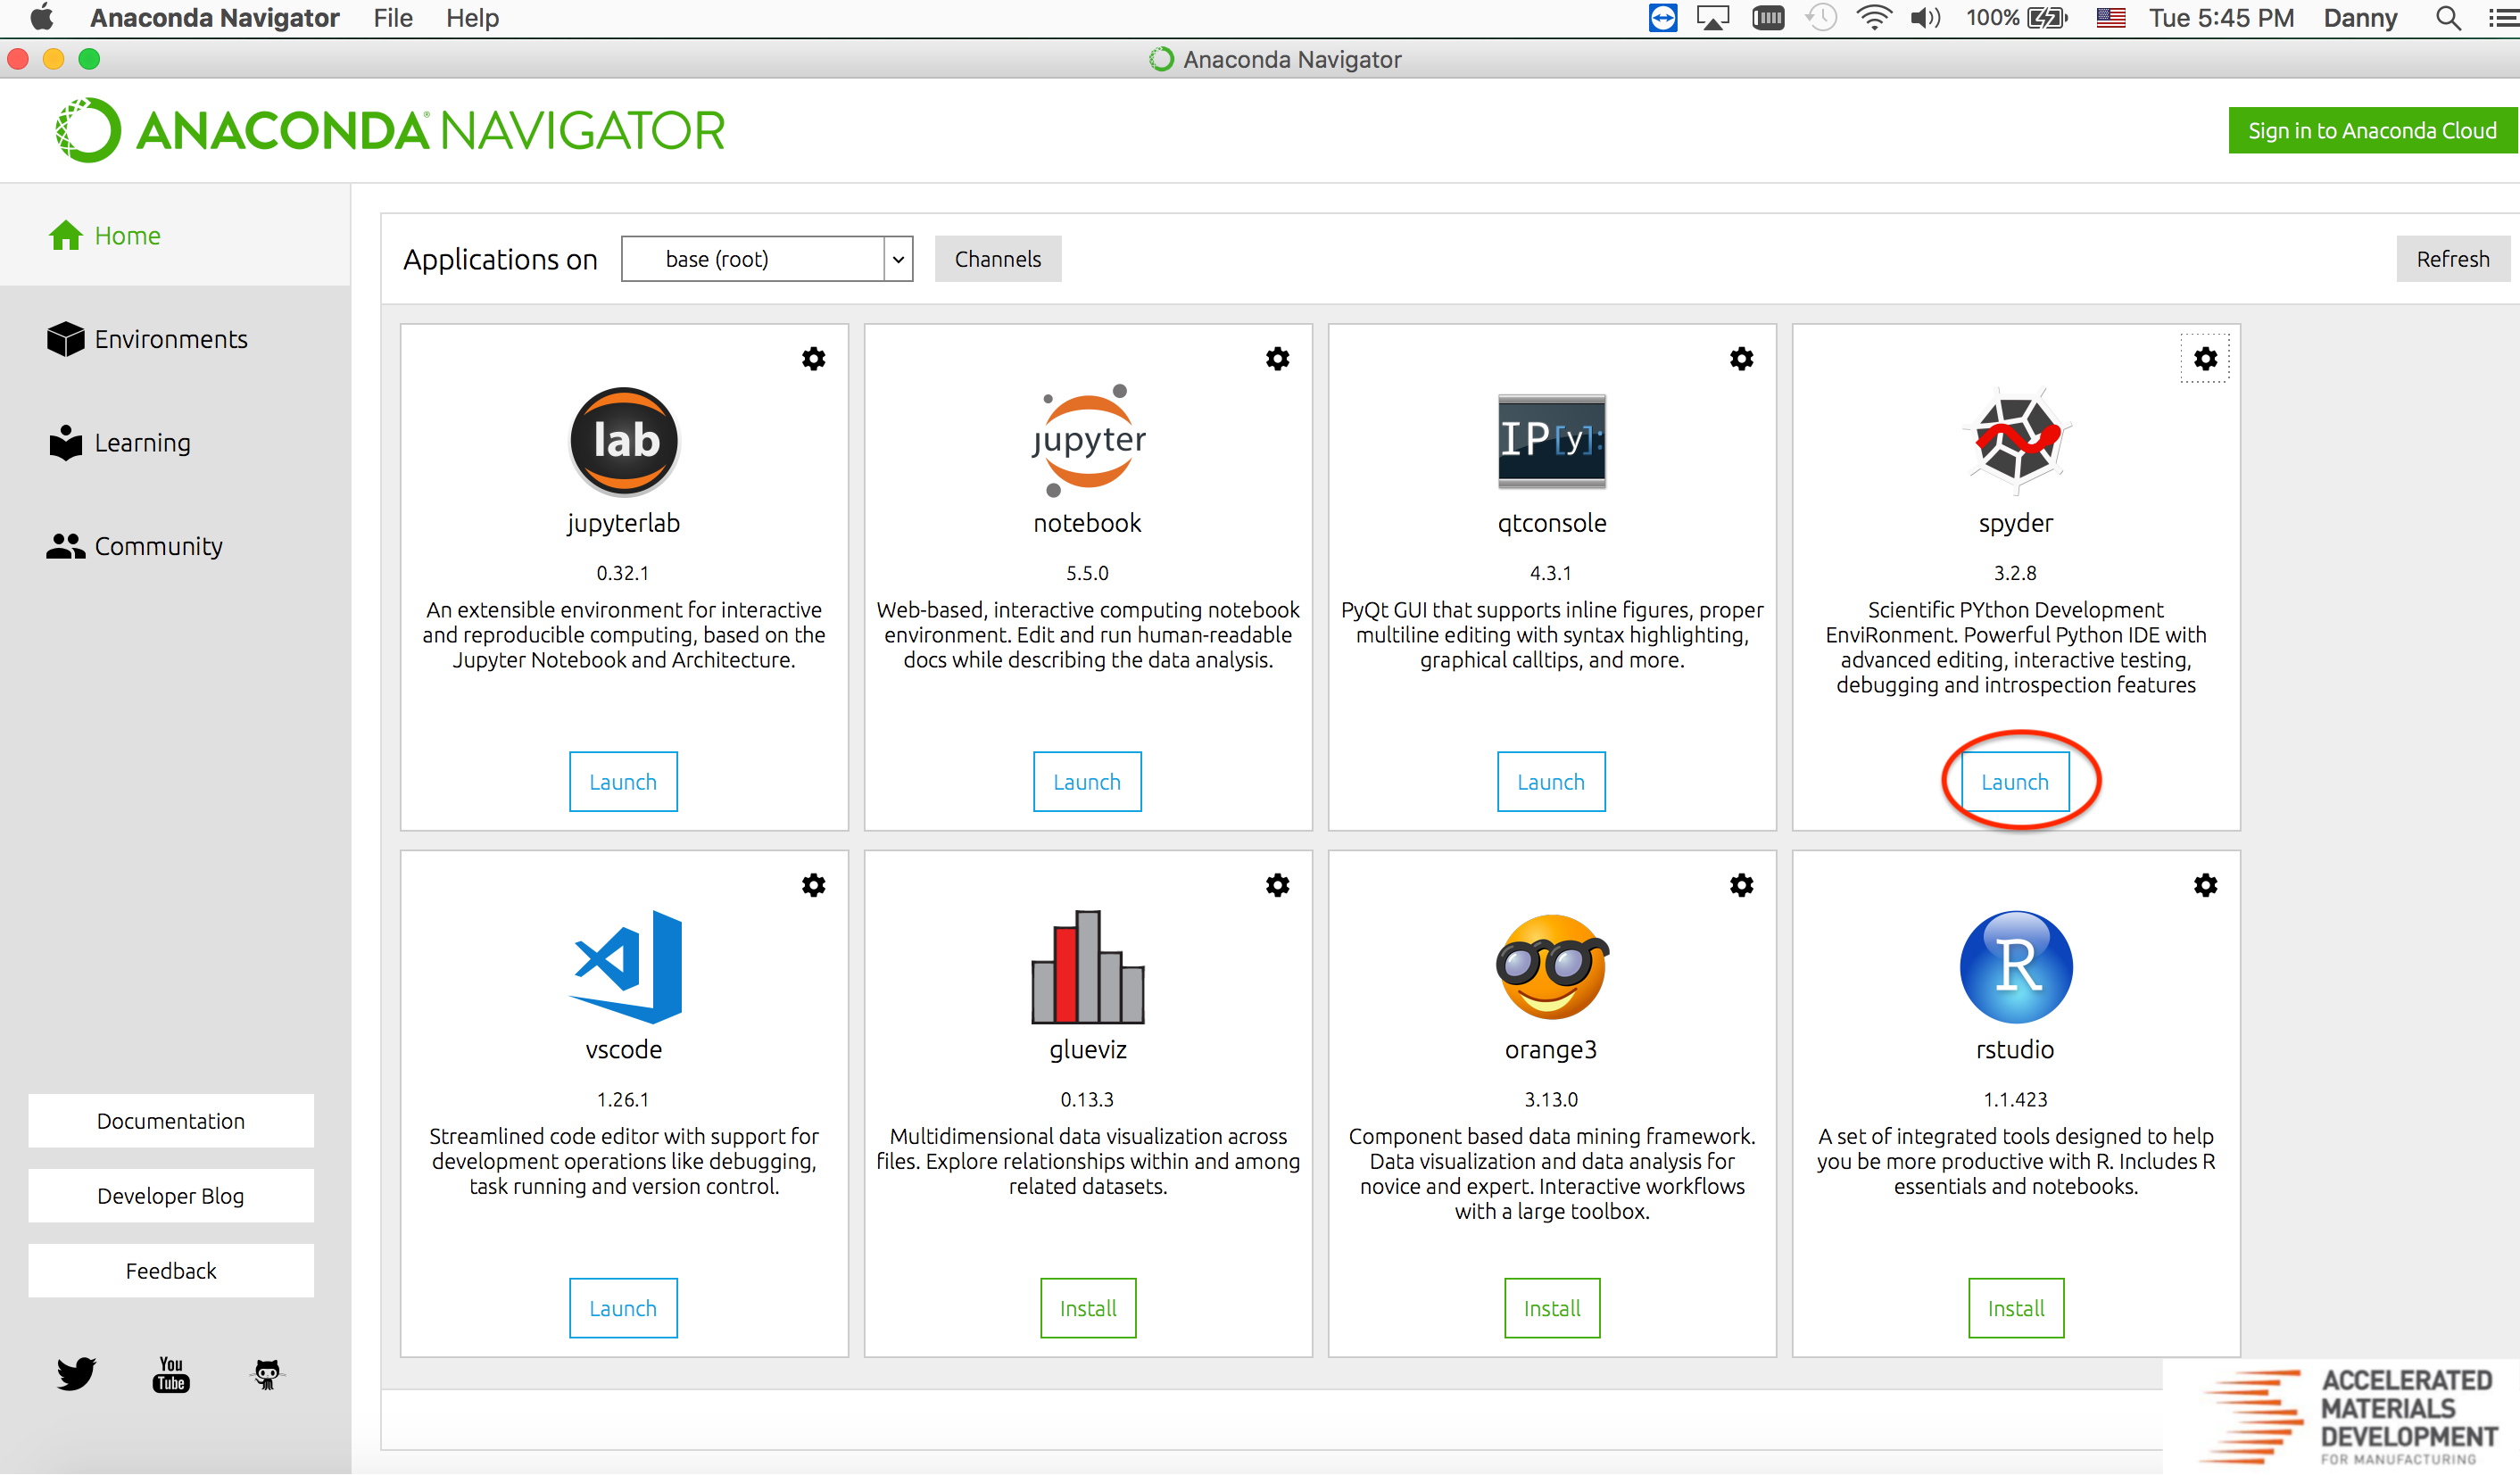 Anaconda Navigator File Help 100% Tue 5:45 PM Danny
Anaconda Navigator
ANACONDA® NAVIGATOR
Sign in to Anaconda Cloud
Home
Environments
Learning
Community
Documentation
Developer Blog
Feedback
You
Tube
Applications on base (root) Channels Refresh
lab
jupyterlab
0.32.1
An extensible environment for interactive
and reproducible computing, based on the
Jupyter Notebook and Architecture.
Launch
jupyter
notebook
5.5.0
Web-based, interactive computing notebook
environment. Edit and run human-readable
docs while describing the data analysis.
Launch
IP[y]:
qtconsole
4.3.1
PyQt GUI that supports inline figures, proper
multiline editing with syntax highlighting,
graphical calltips, and more.
Launch
spyder
3.2.8
Scientific PYthon Development
EnviRonment. Powerful Python IDE with
advanced editing, interactive testing,
debugging and introspection features
Launch
vscode
1.26.1
Streamlined code editor with support for
development operations like debugging,
task running and version control.
Launch
glueviz
0.13.3
Multidimensional data visualization across
files. Explore relationships within and among
related datasets.
Install
orange3
3.13.0
Component based data mining framework.
Data visualization and data analysis for
novice and expert. Interactive workflows
with a large toolbox.
Install
R
rstudio
1.1.423
A set of integrated tools designed to help
you be more productive with R. Includes R
essentials and notebooks.
Install
ACCELERATED
MATERIALS
DEVELOPMENT
FOR MANUFACTURING